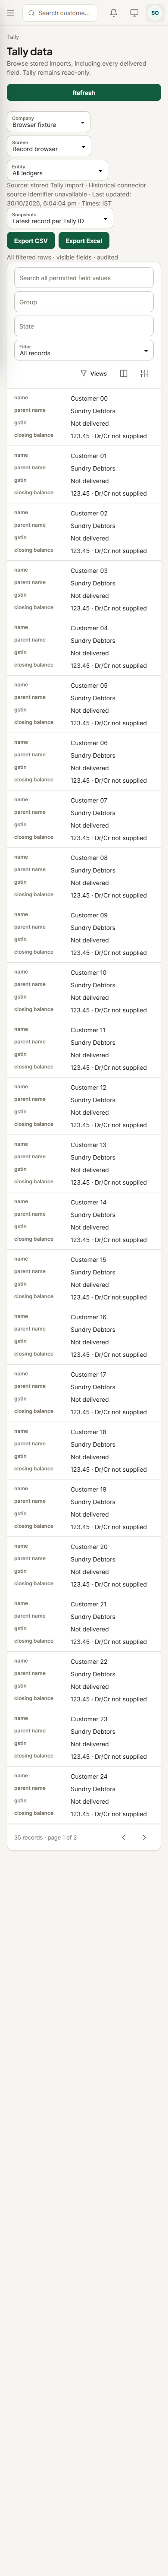 Search custome...
SO
Tally
Tally data
Browse stored imports, including every delivered
field. Tally remains read-only.
Refresh
Company
Browser fixture
Screen
Record browser
Entity
All ledgers
Source: stored Tally Import · Historical connector
source identifier unavailable · Last updated:
30/10/2026, 6:04:04 pm · Times: IST
Snapshots
Latest record per Tally ID
Export CSV
Export Excel
All filtered rows · visible fields · audited
Search all permitted field values
Group
State
Filter
All records
Views
name Customer 00
parent name Sundry Debtors
gstin Not delivered
closing balance 123.45 · Dr/Cr not supplied
name Customer 01
parent name Sundry Debtors
gstin Not delivered
closing balance 123.45 · Dr/Cr not supplied
name Customer 02
parent name Sundry Debtors
gstin Not delivered
closing balance 123.45 · Dr/Cr not supplied
name Customer 03
parent name Sundry Debtors
gstin Not delivered
closing balance 123.45 · Dr/Cr not supplied
name Customer 04
parent name Sundry Debtors
gstin Not delivered
closing balance 123.45 · Dr/Cr not supplied
name Customer 05
parent name Sundry Debtors
gstin Not delivered
closing balance 123.45 · Dr/Cr not supplied
name Customer 06
parent name Sundry Debtors
gstin Not delivered
closing balance 123.45 · Dr/Cr not supplied
name Customer 07
parent name Sundry Debtors
gstin Not delivered
closing balance 123.45 · Dr/Cr not supplied
name Customer 08
parent name Sundry Debtors
gstin Not delivered
closing balance 123.45 · Dr/Cr not supplied
name Customer 09
parent name Sundry Debtors
gstin Not delivered
closing balance 123.45 · Dr/Cr not supplied
name Customer 10
parent name Sundry Debtors
gstin Not delivered
closing balance 123.45 · Dr/Cr not supplied
name Customer 11
parent name Sundry Debtors
gstin Not delivered
closing balance 123.45 · Dr/Cr not supplied
name Customer 12
parent name Sundry Debtors
gstin Not delivered
closing balance 123.45 · Dr/Cr not supplied
name Customer 13
parent name Sundry Debtors
gstin Not delivered
closing balance 123.45 · Dr/Cr not supplied
name Customer 14
parent name Sundry Debtors
gstin Not delivered
closing balance 123.45 · Dr/Cr not supplied
name Customer 15
parent name Sundry Debtors
gstin Not delivered
closing balance 123.45 · Dr/Cr not supplied
name Customer 16
parent name Sundry Debtors
gstin Not delivered
closing balance 123.45 · Dr/Cr not supplied
name Customer 17
parent name Sundry Debtors
gstin Not delivered
closing balance 123.45 · Dr/Cr not supplied
name Customer 18
parent name Sundry Debtors
gstin Not delivered
closing balance 123.45 · Dr/Cr not supplied
name Customer 19
parent name Sundry Debtors
gstin Not delivered
closing balance 123.45 · Dr/Cr not supplied
name Customer 20
parent name Sundry Debtors
gstin Not delivered
closing balance 123.45 · Dr/Cr not supplied
name Customer 21
parent name Sundry Debtors
gstin Not delivered
closing balance 123.45 · Dr/Cr not supplied
name Customer 22
parent name Sundry Debtors
gstin Not delivered
closing balance 123.45 · Dr/Cr not supplied
name Customer 23
parent name Sundry Debtors
gstin Not delivered
closing balance 123.45 · Dr/Cr not supplied
name Customer 24
parent name Sundry Debtors
gstin Not delivered
closing balance 123.45 · Dr/Cr not supplied
35 records · page 1 of 2